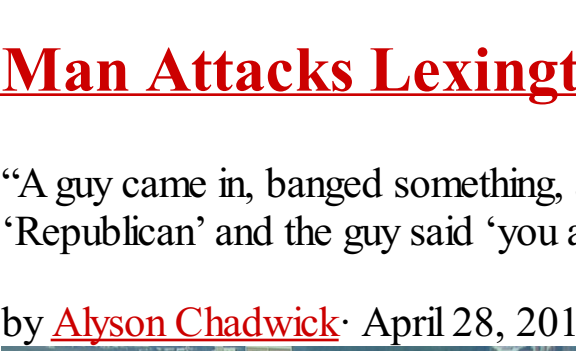 Man Attacks Lexingt
“A guy came in, banged something,
‘Republican’ and the guy said ‘you a
by Alyson Chadwick· April 28, 201